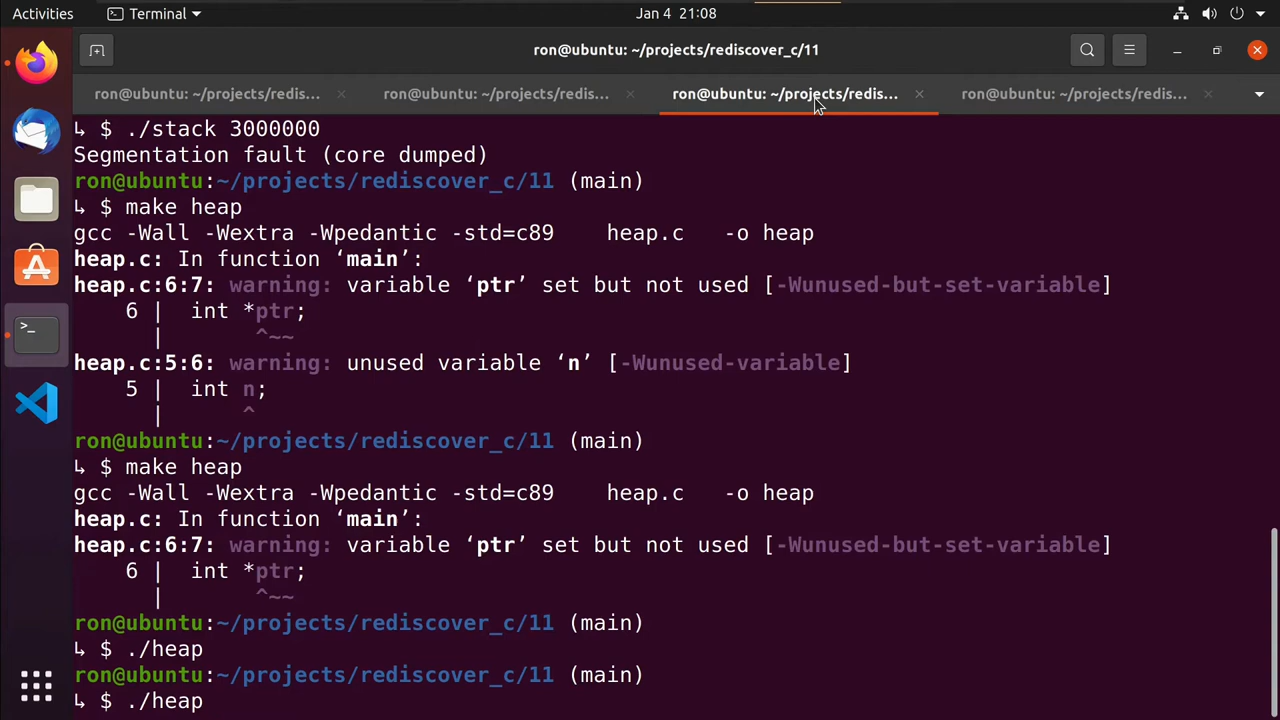 Activities Terminal Jan 4 21:08
ron@ubuntu: ~/projects/rediscover_c/11
ron@ubuntu: ~/projects/redis... ron@ubuntu: ~/projects/redis... ron@ubuntu: ~/projects/redis... ron@ubuntu: ~/projects/redis...
↳ $ ./stack 3000000
Segmentation fault (core dumped)
ron@ubuntu:~/projects/rediscover_c/11 (main)
↳ $ make heap
gcc -Wall -Wextra -Wpedantic -std=c89    heap.c   -o heap
heap.c: In function ‘main’:
heap.c:6:7: warning: variable ‘ptr’ set but not used [-Wunused-but-set-variable]
    6 |  int *ptr;
      |       ^~~
heap.c:5:6: warning: unused variable ‘n’ [-Wunused-variable]
    5 |  int n;
      |      ^
ron@ubuntu:~/projects/rediscover_c/11 (main)
↳ $ make heap
gcc -Wall -Wextra -Wpedantic -std=c89    heap.c   -o heap
heap.c: In function ‘main’:
heap.c:6:7: warning: variable ‘ptr’ set but not used [-Wunused-but-set-variable]
    6 |  int *ptr;
      |       ^~~
ron@ubuntu:~/projects/rediscover_c/11 (main)
↳ $ ./heap
ron@ubuntu:~/projects/rediscover_c/11 (main)
↳ $ ./heap